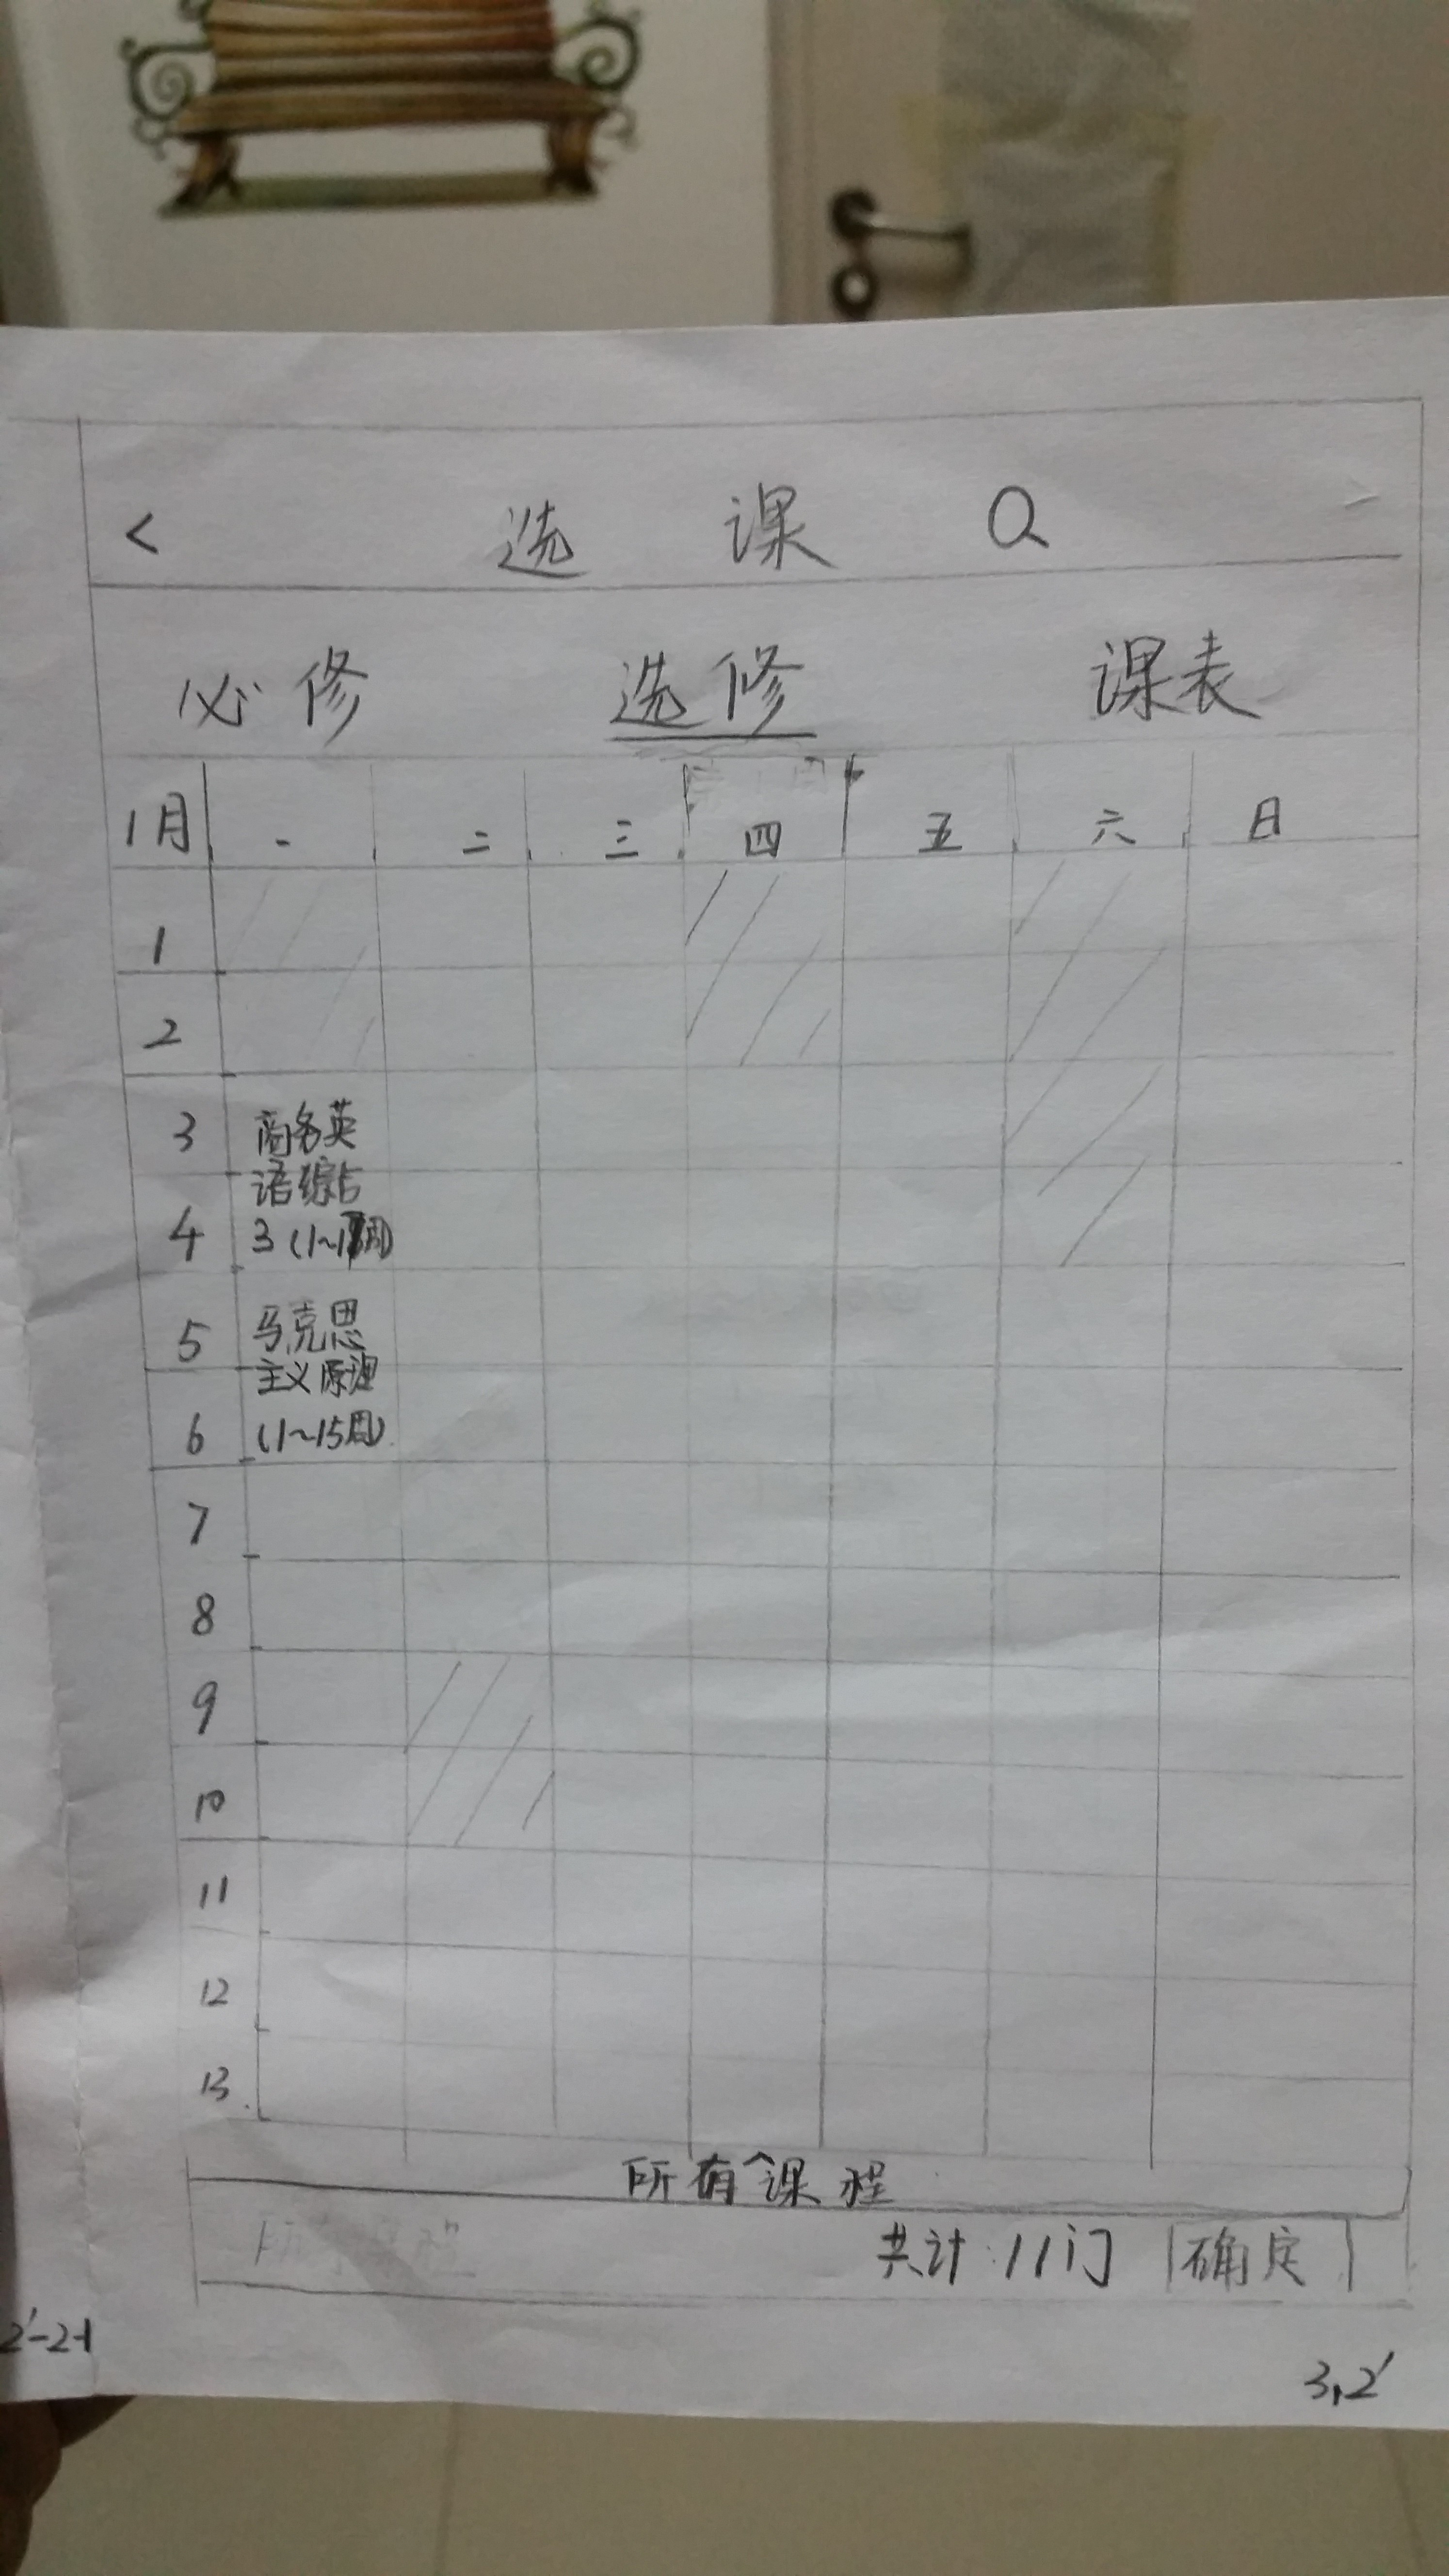 < 选课
必修 选修 课表
1月 一 二 三 四 五 六 日
1
2
3 商务英
语综合
4 3(1~1周)
5 马克思
主义原理
6 (1~15周)
7
8
9
10
11
12
13
所有课程
共计:11门 确定
2'-2-1
3,2'